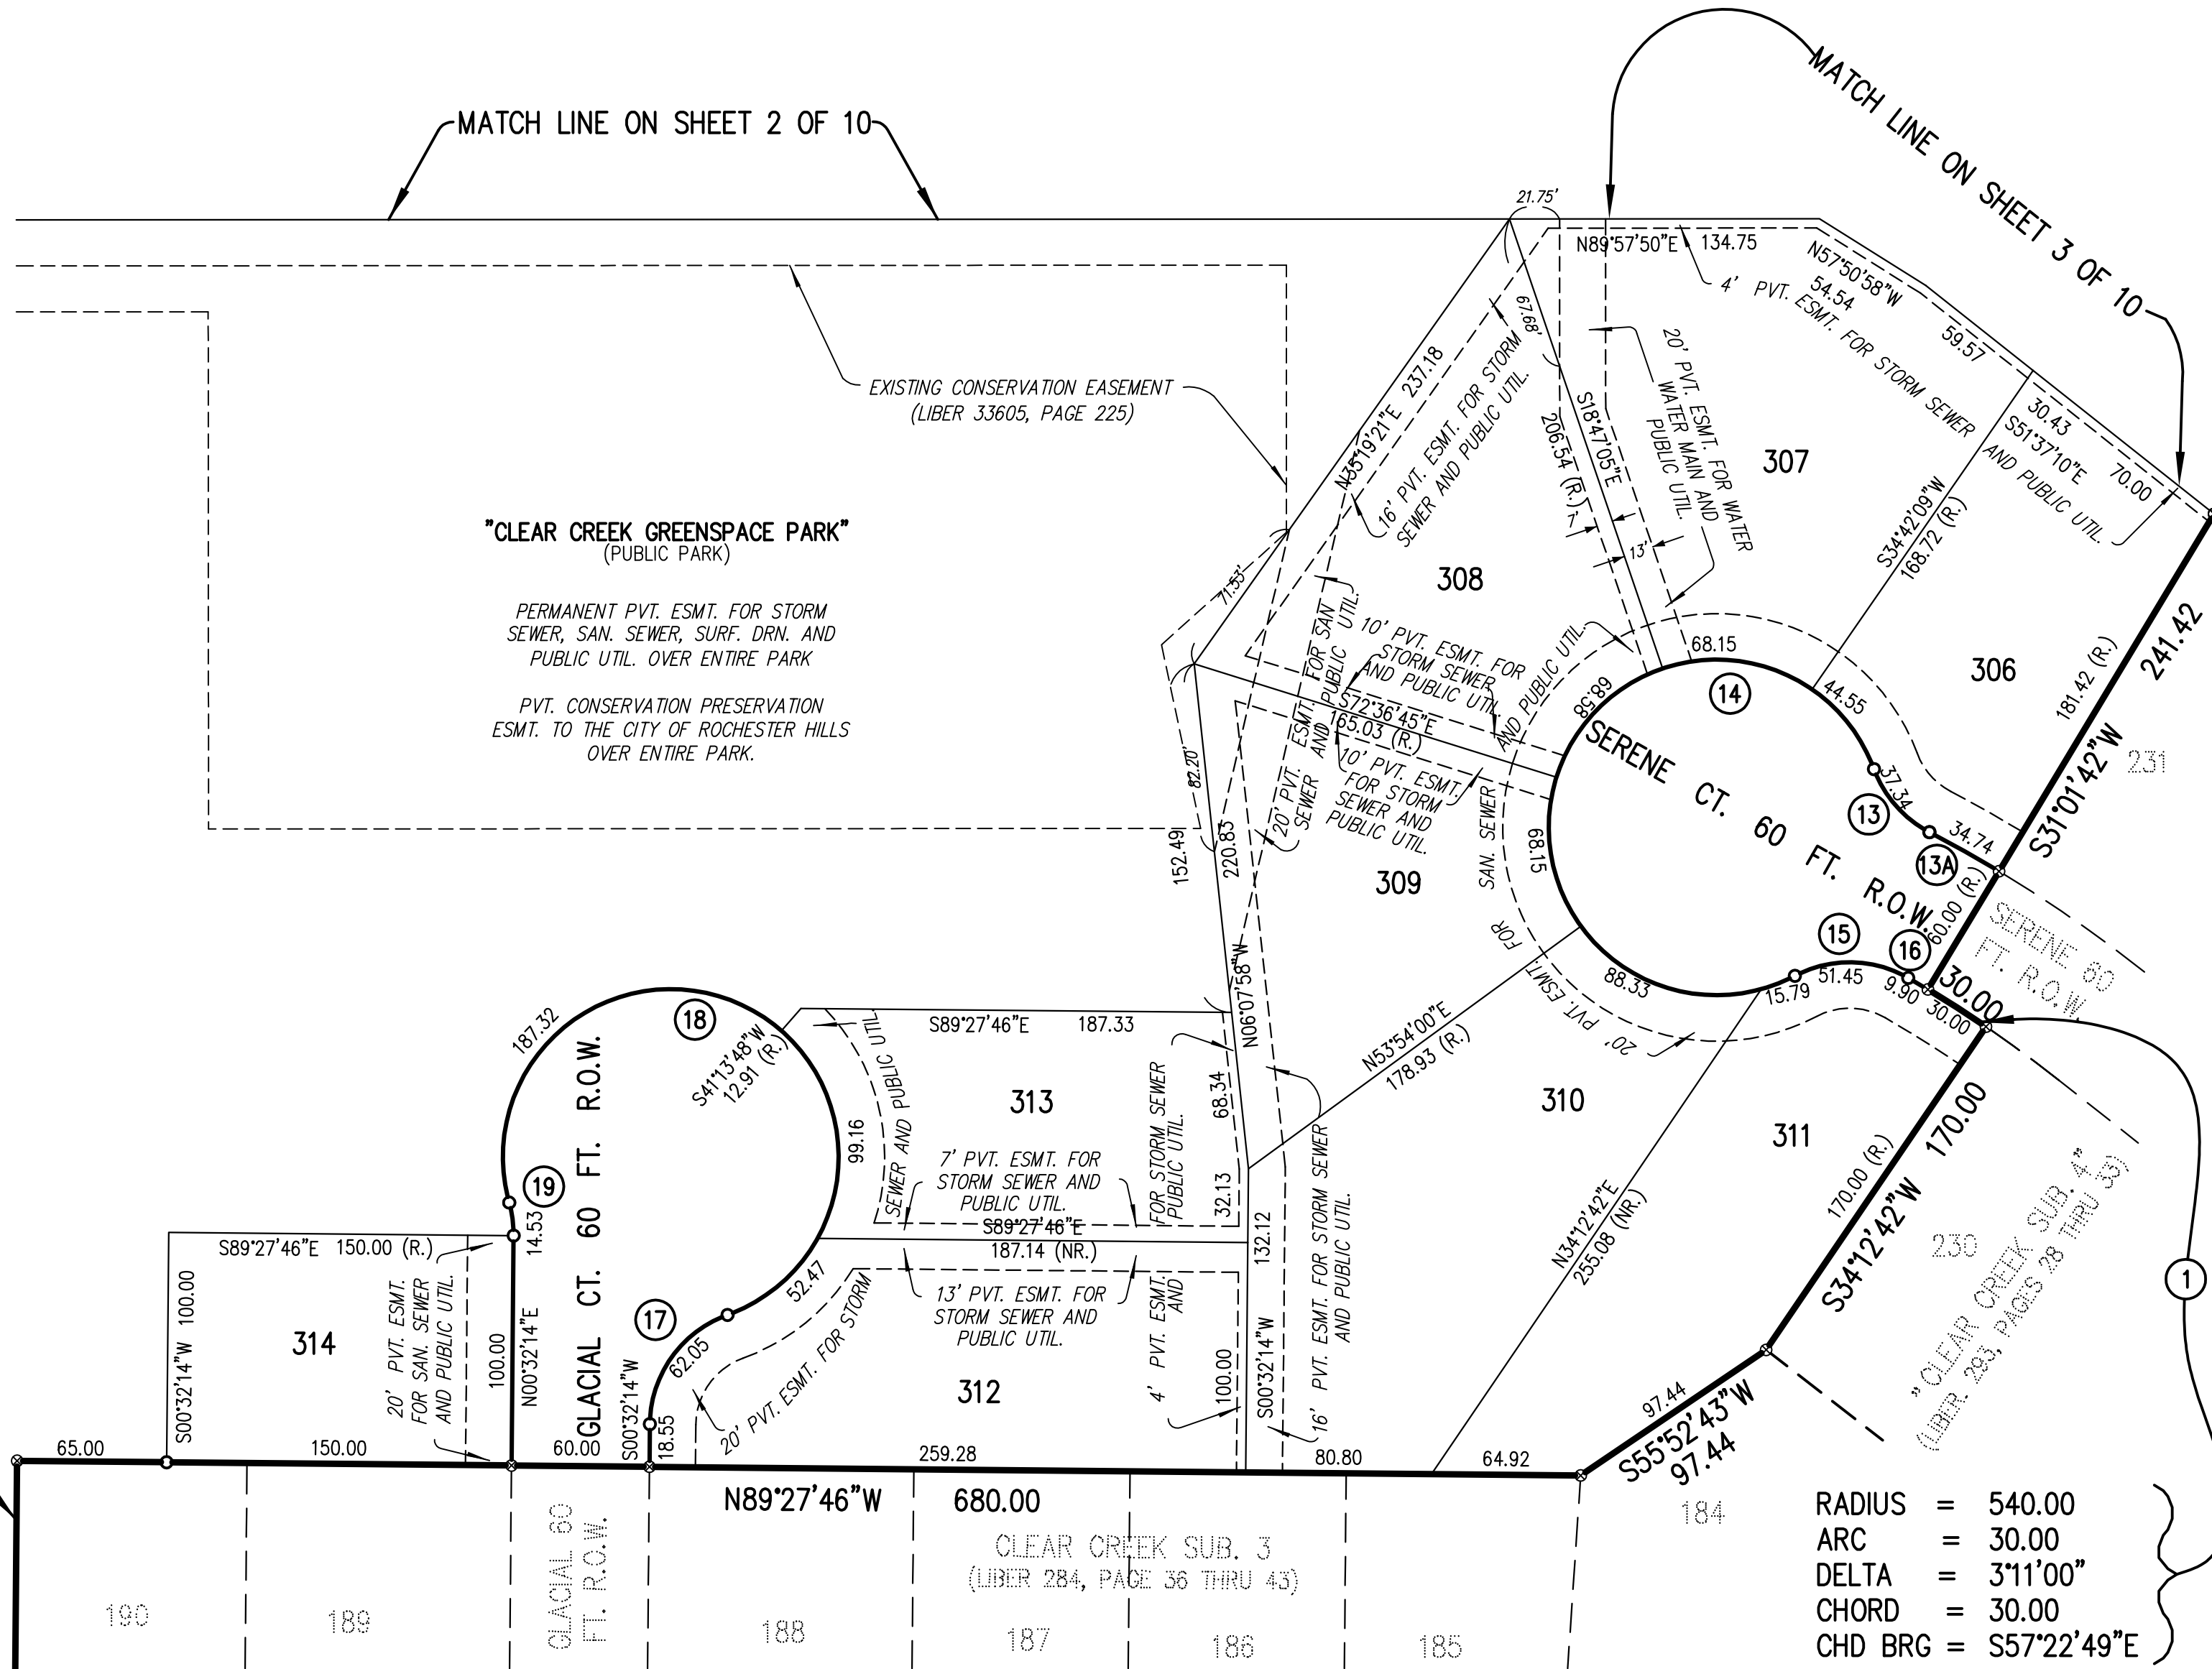 MATCH LINE ON SHEET 2 OF 10
MATCH LINE ON SHEET 3 OF 10
21.75'
N89°57'50"E 134.75
N57°50'58"W
54.54
59.57
4' PVT. ESMT. FOR STORM SEWER AND PUBLIC UTIL.
30.43
S51°37'10"E
70.00
67.68'
N35°19'21"E 237.18
16' PVT. ESMT. FOR STORM
SEWER AND PUBLIC UTIL.
S18°47'05"E
206.54 (R.)
7'
13'
20' PVT. ESMT. FOR WATER
WATER MAIN AND
PUBLIC UTIL.
307
S34°42'09"W
168.72 (R.)
EXISTING CONSERVATION EASEMENT
(LIBER 33605, PAGE 225)
"CLEAR CREEK GREENSPACE PARK"
(PUBLIC PARK)
PERMANENT PVT. ESMT. FOR STORM
SEWER, SAN. SEWER, SURF. DRN. AND
PUBLIC UTIL. OVER ENTIRE PARK
PVT. CONSERVATION PRESERVATION
ESMT. TO THE CITY OF ROCHESTER HILLS
OVER ENTIRE PARK.
71.53'
82.20'
152.49
220.83
308
306
181.42 (R.)
241.42
S31°01'42"W
231
10' PVT. ESMT. FOR
STORM SEWER
AND PUBLIC UTIL.
S72°36'45"E
165.03 (R.)
10' PVT. ESMT.
FOR STORM
SEWER AND
PUBLIC UTIL.
20' PVT. ESMT. FOR SAN
SEWER AND PUBLIC UTIL.
20' PVT. ESMT. FOR SAN. SEWER AND PUBLIC UTIL.
309
68.58
68.15
14
44.55
37.34
13
34.74
13A
SERENE CT. 60 FT. R.O.W.
68.15
60.00 (R.)
SERENE 60
FT. R.O.W.
15
16
51.45
9.90
15.79
88.33
30.00
30.00
N06°07'58"W
N53°54'00"E
178.93 (R.)
310
311
N34°12'42"E
255.08 (NR.)
170.00 (R.)
S34°12'42"W 170.00
230
"CLEAR CREEK SUB. 4"
(LIBER. 293, PAGES 28 THRU 33)
1
187.32
18
S41°13'48"W
12.91 (R.)
S89°27'46"E 187.33
313
68.34
32.13
99.16
7' PVT. ESMT. FOR
STORM SEWER AND
PUBLIC UTIL.
S89°27'46"E
187.14 (NR.)
13' PVT. ESMT. FOR
STORM SEWER AND
PUBLIC UTIL.
20' PVT. ESMT. FOR STORM
SEWER AND PUBLIC UTIL.
4' PVT. ESMT. FOR STORM SEWER
AND PUBLIC UTIL.
16' PVT. ESMT. FOR STORM SEWER
AND PUBLIC UTIL.
132.12
S00°32'14"W
100.00
19
14.53
GLACIAL CT. 60 FT. R.O.W.
52.47
17
62.05
S00°32'14"W
18.55
312
S89°27'46"E 150.00 (R.)
S00°32'14"W 100.00
314
20' PVT. ESMT.
FOR SAN. SEWER
AND PUBLIC UTIL.
100.00
N00°32'14"E
65.00
150.00
60.00
259.28
80.80
64.92
97.44
S55°52'43"W
97.44
N89°27'46"W 680.00
CLEAR CREEK SUB. 3
(LIBER 284, PAGE 36 THRU 43)
GLACIAL 60
FT. R.O.W.
190
189
188
187
186
185
184
RADIUS = 540.00
ARC = 30.00
DELTA = 3°11'00"
CHORD = 30.00
CHD BRG = S57°22'49"E